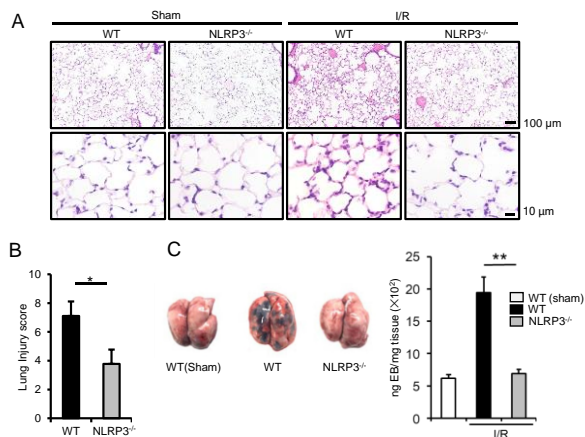 A
Sham
I/R
WT
NLRP3-/-
WT
NLRP3-/-
100 μm
10 μm
B
Lung Injury score
10
8
6
4
2
0
*
WT
NLRP3-/-
C
WT(Sham)
WT
NLRP3-/-
ng EB/mg tissue (×10²)
25
20
15
10
5
0
**
WT (sham)
WT
NLRP3-/-
I/R